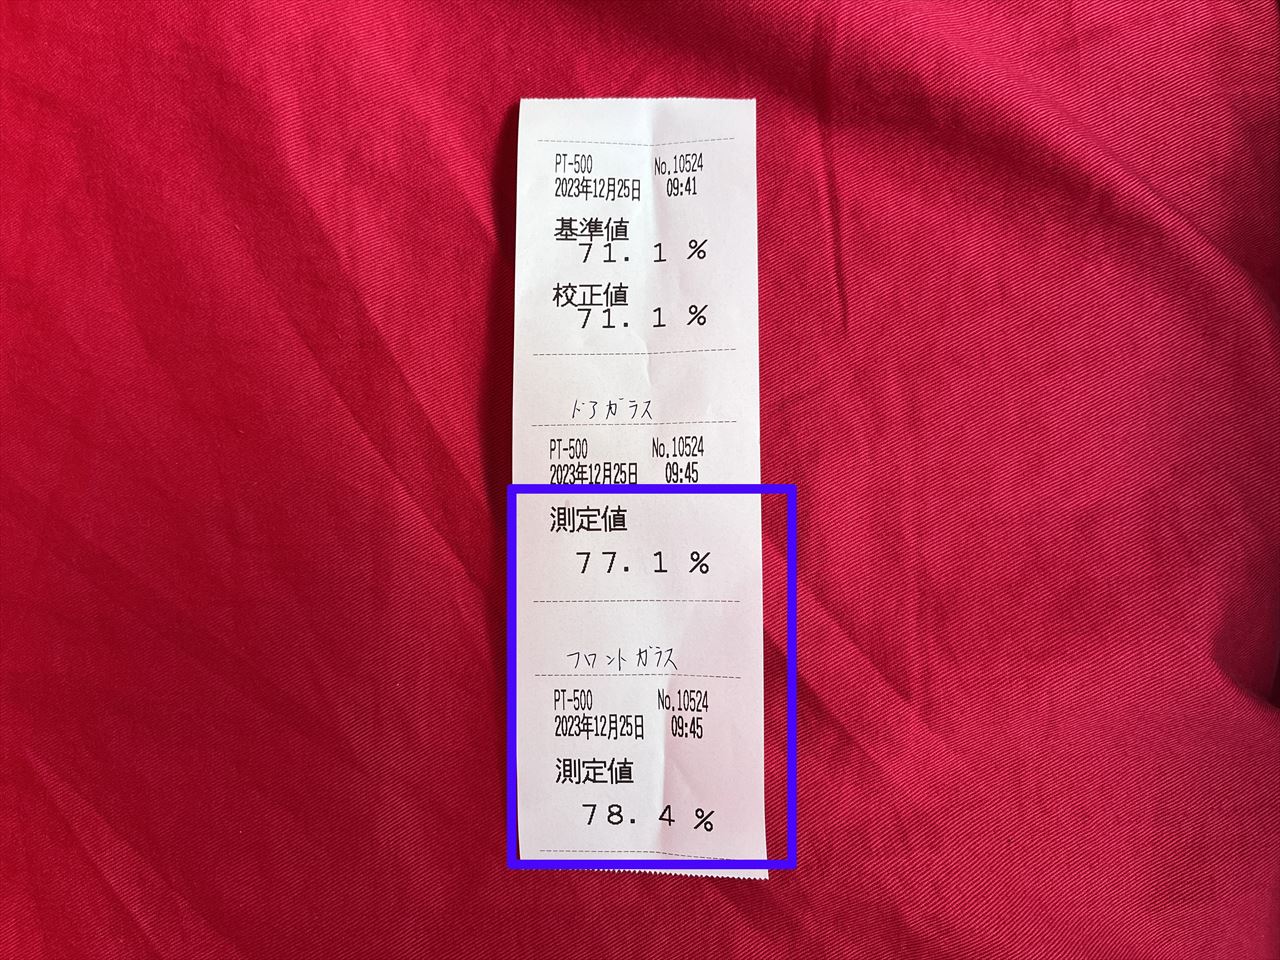 PT-500 No.10524
2023年12月25日 09:41
基準値
71.1 %
校正値
71.1 %
ドアガラス
PT-500 No.10524
2023年12月25日 09:45
測定値
77.1 %
フロントガラス
PT-500 No.10524
2023年12月25日 09:45
測定値
78.4 %